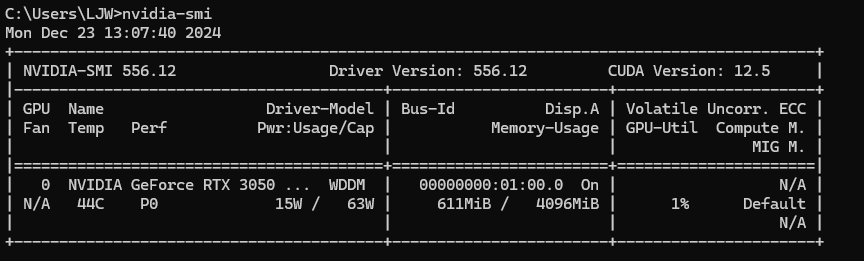 C:\Users\LJW>nvidia-smi
Mon Dec 23 13:07:40 2024
+-----------------------------------------------------------------------------------------+
| NVIDIA-SMI 556.12                 Driver Version: 556.12         CUDA Version: 12.5     |
|-----------------------------------------+------------------------+----------------------+
| GPU  Name                  Driver-Model | Bus-Id          Disp.A | Volatile Uncorr. ECC |
| Fan  Temp   Perf          Pwr:Usage/Cap |           Memory-Usage | GPU-Util  Compute M. |
|                                         |                        |               MIG M. |
|=========================================+========================+======================|
|   0  NVIDIA GeForce RTX 3050 ...  WDDM  |   00000000:01:00.0  On |                  N/A |
| N/A   44C    P0             15W /   63W |     611MiB /   4096MiB |      1%      Default |
|                                         |                        |                  N/A |
+-----------------------------------------+------------------------+----------------------+